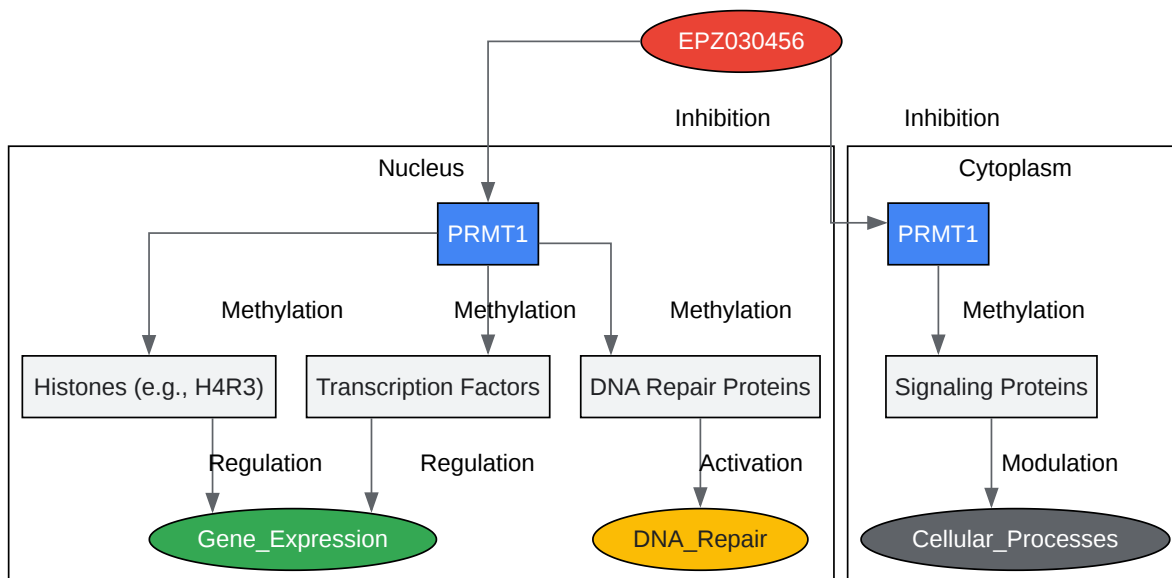 EPZ030456
Inhibition
Inhibition
Nucleus
Cytoplasm
PRMT1
PRMT1
Methylation
Methylation
Methylation
Methylation
Histones (e.g., H4R3)
Transcription Factors
DNA Repair Proteins
Signaling Proteins
Regulation
Regulation
Activation
Modulation
Gene_Expression
DNA_Repair
Cellular_Processes